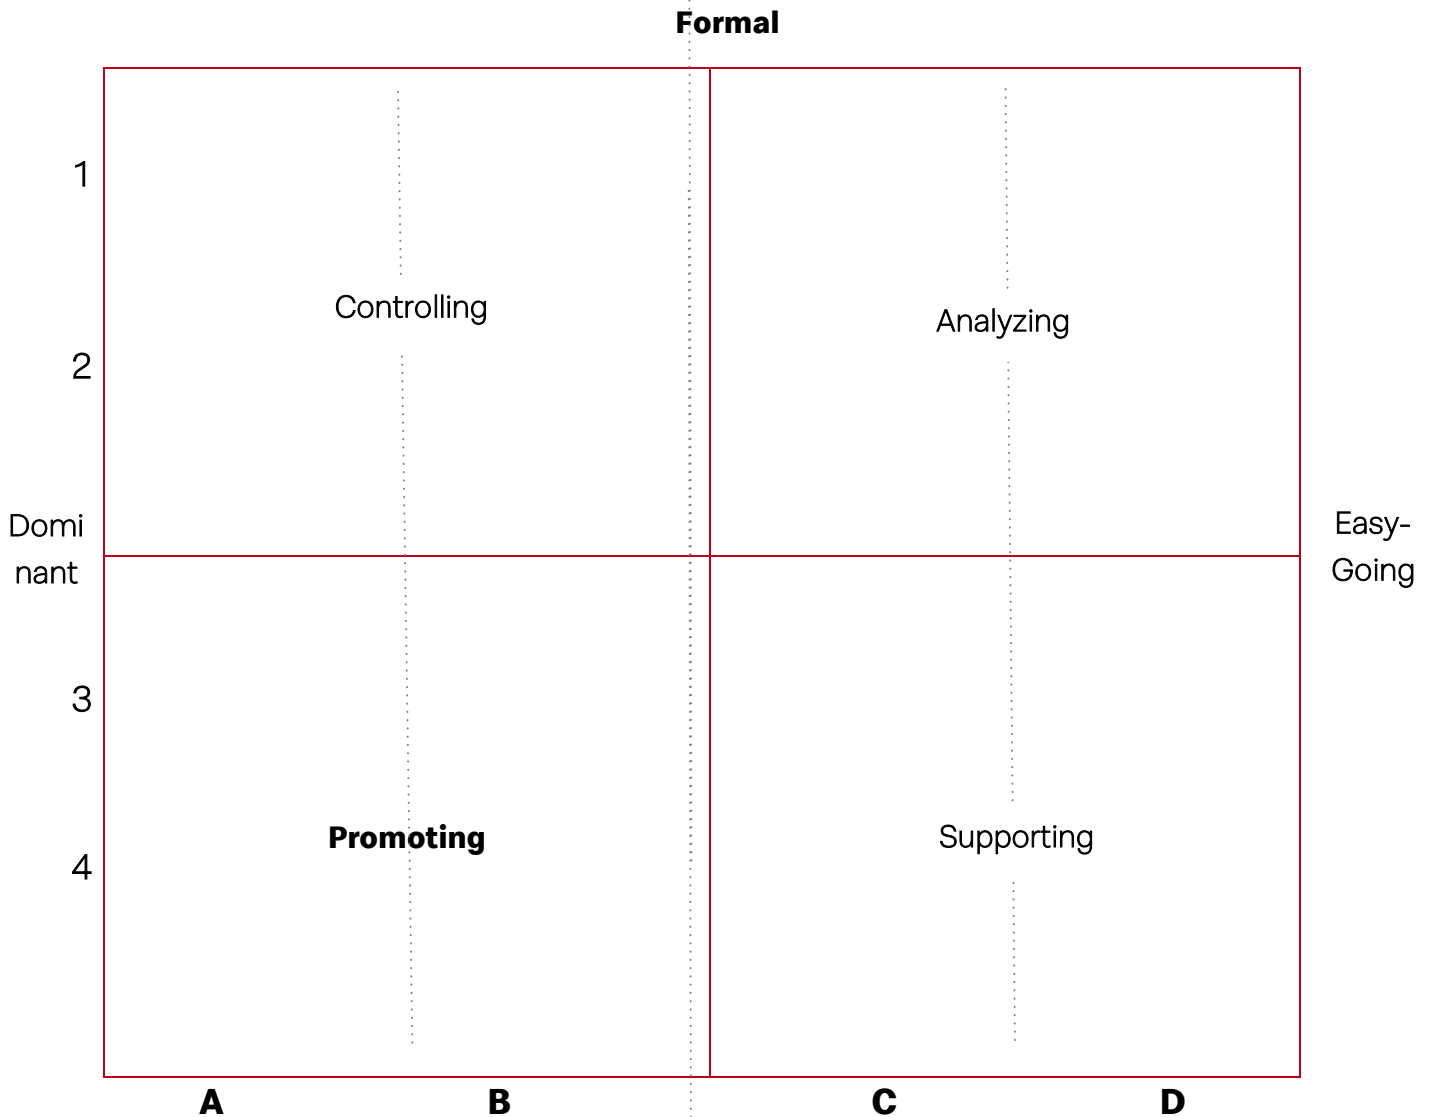 Formal
1
Controlling
Analyzing
2
Domi
nant
Easy-
Going
3
Promoting
Supporting
4
A B C D